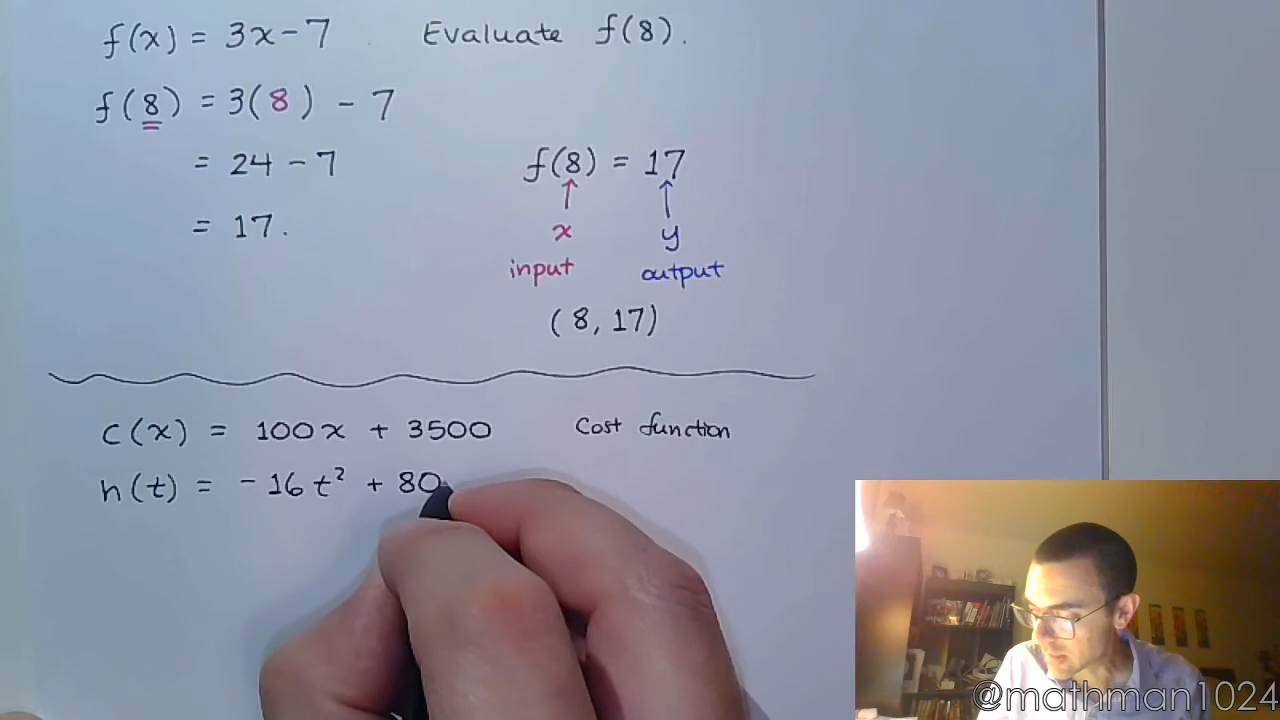 f(x) = 3x - 7 Evaluate f(8).
f(8) = 3(8) - 7
= 24 - 7
= 17.
f(8) = 17
x y
input output
(8, 17)
C(x) = 100x + 3500 Cost function
h(t) = -16t² + 80
@mathman1024